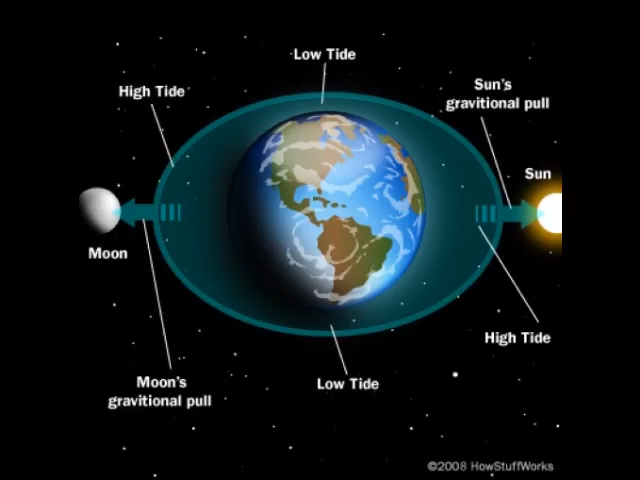 Low Tide
High Tide
Sun's
gravitional pull
Sun
Moon
High Tide
Moon's
gravitional pull
Low Tide
©2008 HowStuffWorks